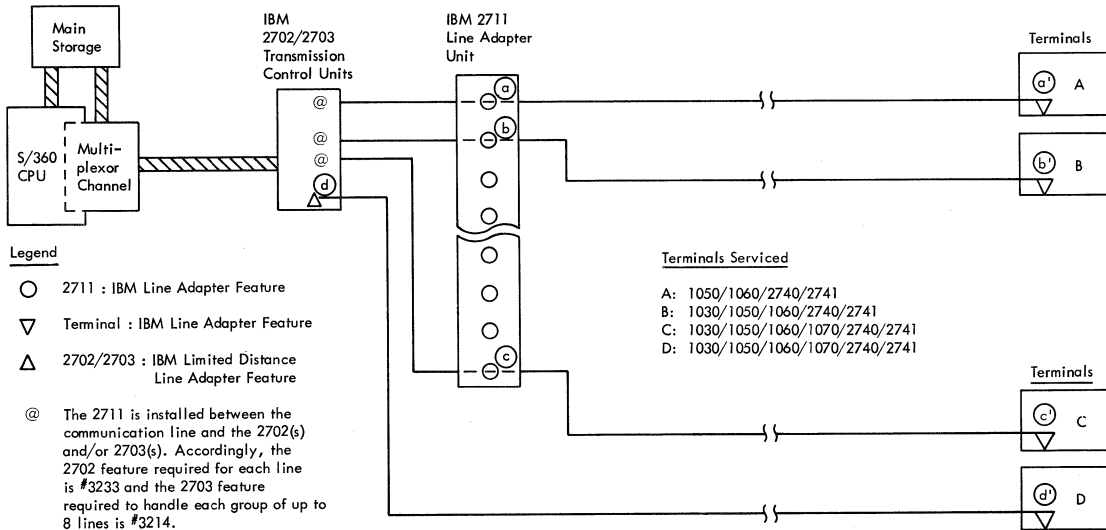 Main
Storage
S/360
CPU
Multi-
plexor
Channel
IBM
2702/2703
Transmission
Control Units
@
@
@
d
IBM 2711
Line Adapter
Unit
a
b
c
Terminals
a' A
b' B
Legend
2711 : IBM Line Adapter Feature
Terminal : IBM Line Adapter Feature
2702/2703 : IBM Limited Distance
Line Adapter Feature
@ The 2711 is installed between the
communication line and the 2702(s)
and/or 2703(s). Accordingly, the
2702 feature required for each line
is #3233 and the 2703 feature
required to handle each group of up to
8 lines is #3214.
Terminals Serviced
A: 1050/1060/2740/2741
B: 1030/1050/1060/2740/2741
C: 1030/1050/1060/1070/2740/2741
D: 1030/1050/1060/1070/2740/2741
Terminals
c' C
d' D